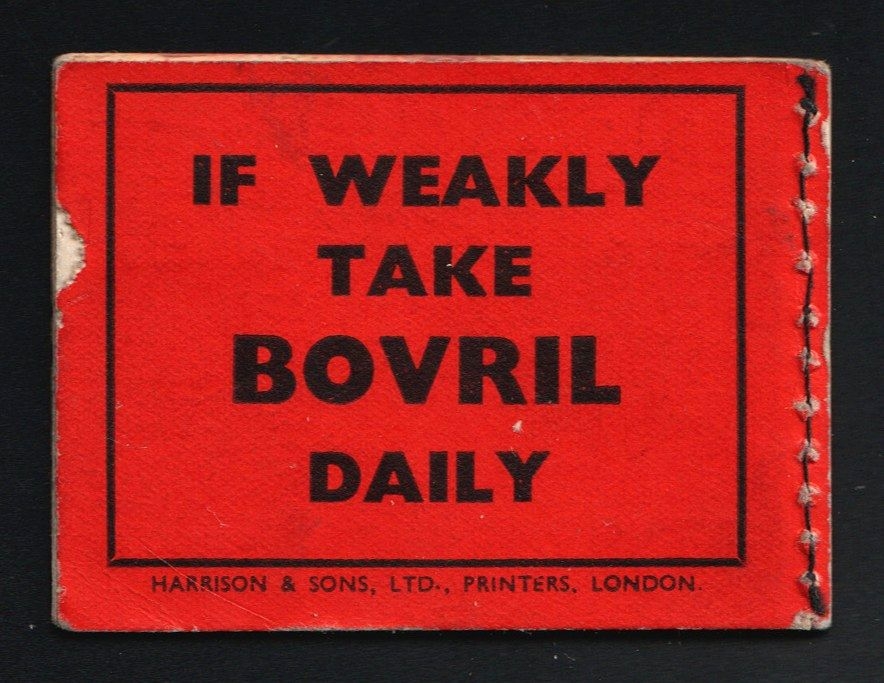 IF WEAKLY
TAKE
BOVRIL
DAILY
HARRISON & SONS, LTD., PRINTERS, LONDON.